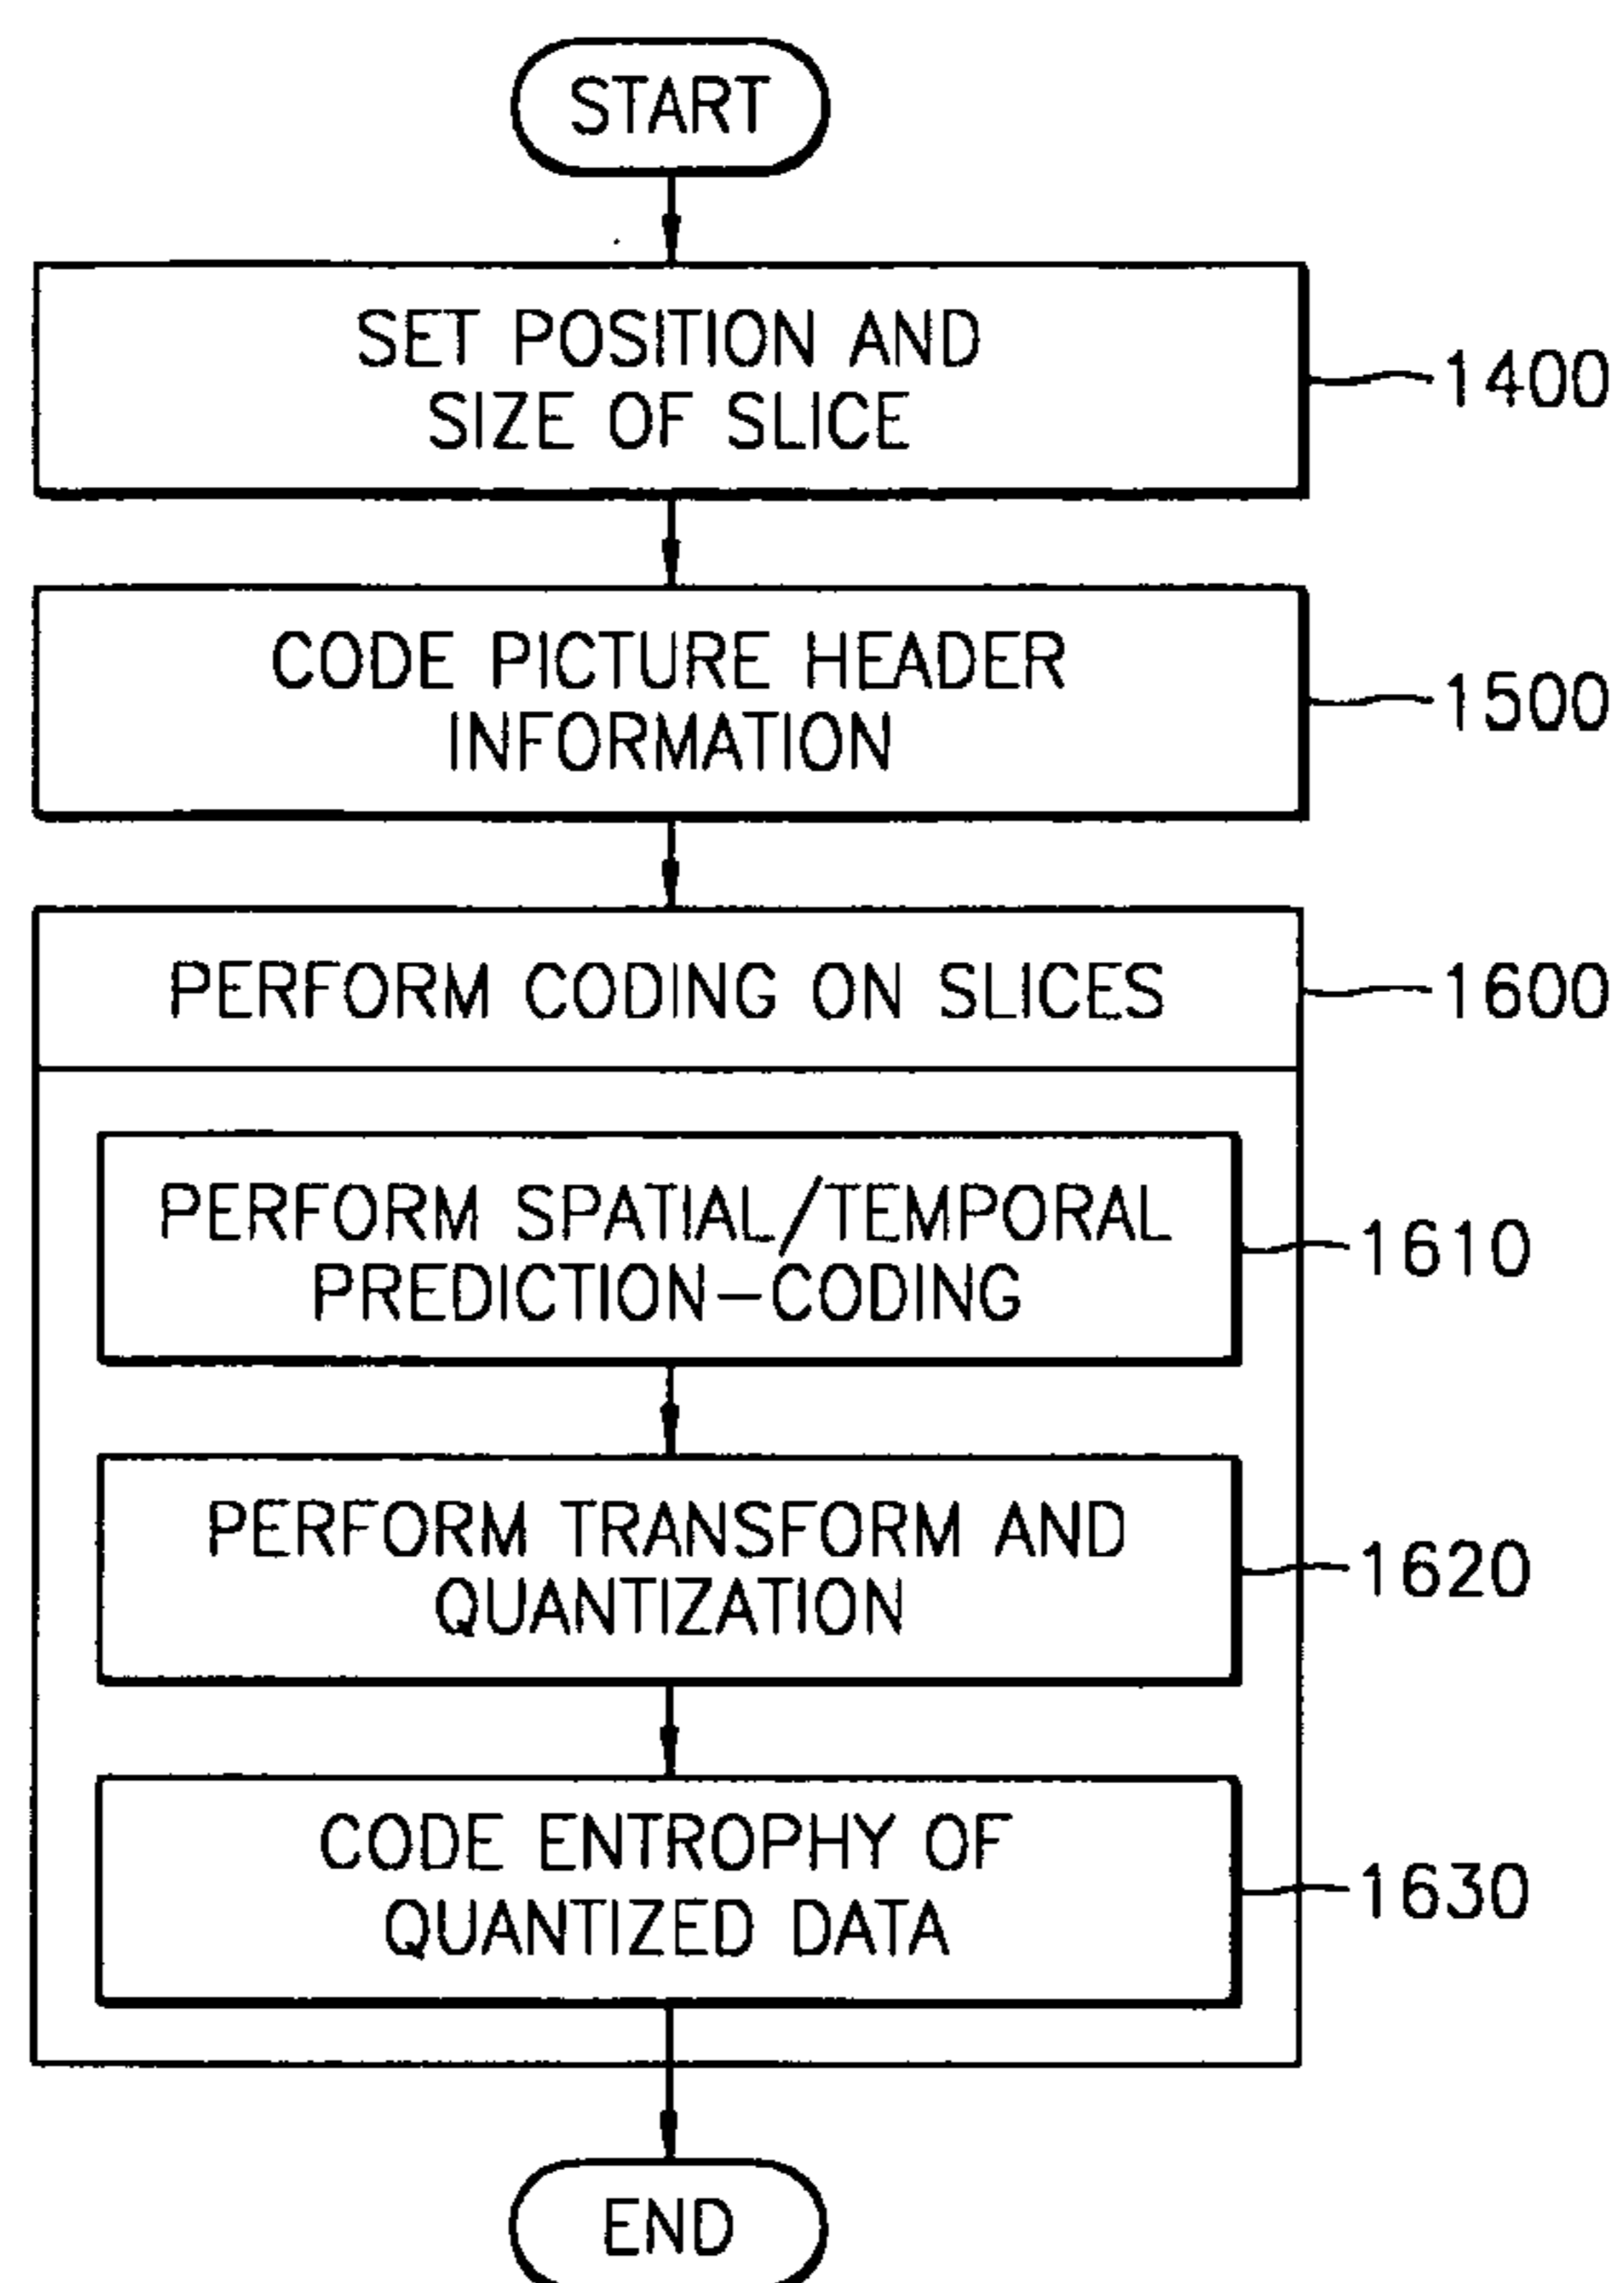 START
SET POSITION AND
SIZE OF SLICE
1400
CODE PICTURE HEADER
INFORMATION
1500
PERFORM CODING ON SLICES
1600
PERFORM SPATIAL/TEMPORAL
PREDICTION-CODING
1610
PERFORM TRANSFORM AND
QUANTIZATION
1620
CODE ENTROPHY OF
QUANTIZED DATA
1630
END